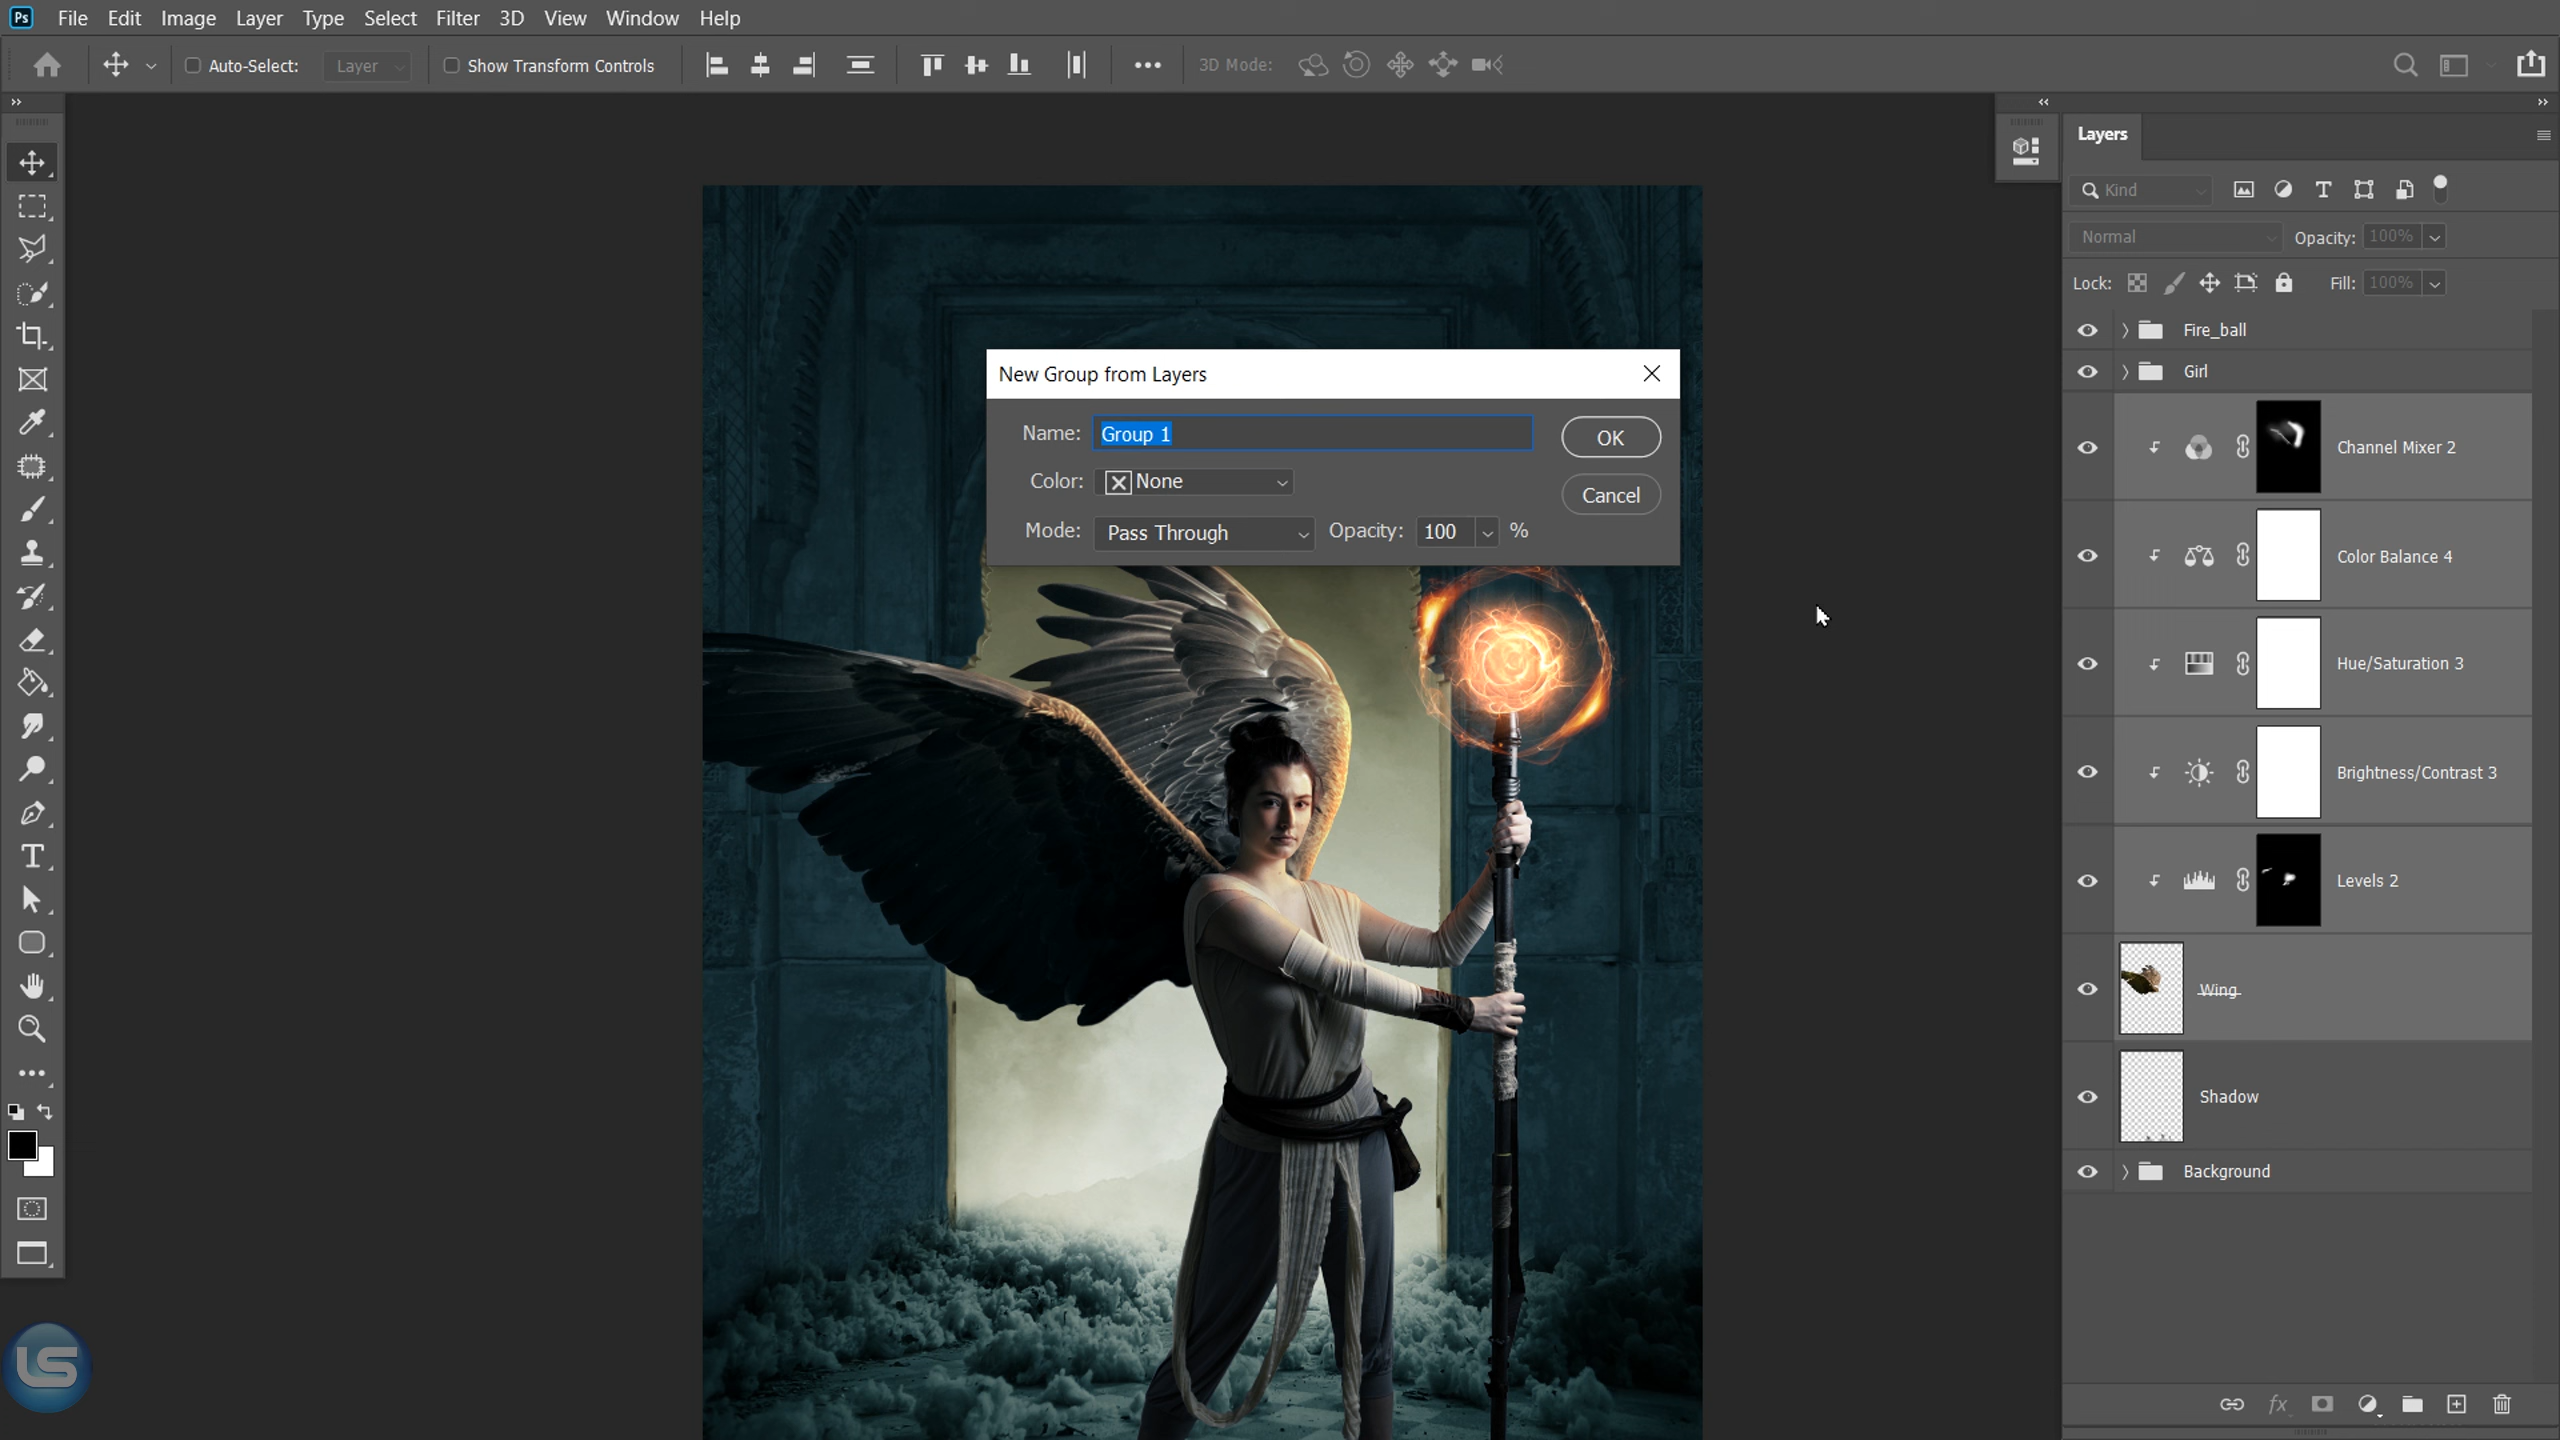 Ps File Edit Image Layer Type Select Filter 3D View Window Help
Auto-Select: Layer Show Transform Controls 3D Mode:
Layers
Kind
Normal Opacity: 100%
Lock: Fill: 100%
Fire_ball
Girl
Channel Mixer 2
Color Balance 4
Hue/Saturation 3
Brightness/Contrast 3
Levels 2
Wing
Shadow
Background
fx
New Group from Layers
Name: Group 1 OK
Color: None Cancel
Mode: Pass Through Opacity: 100 %
LS